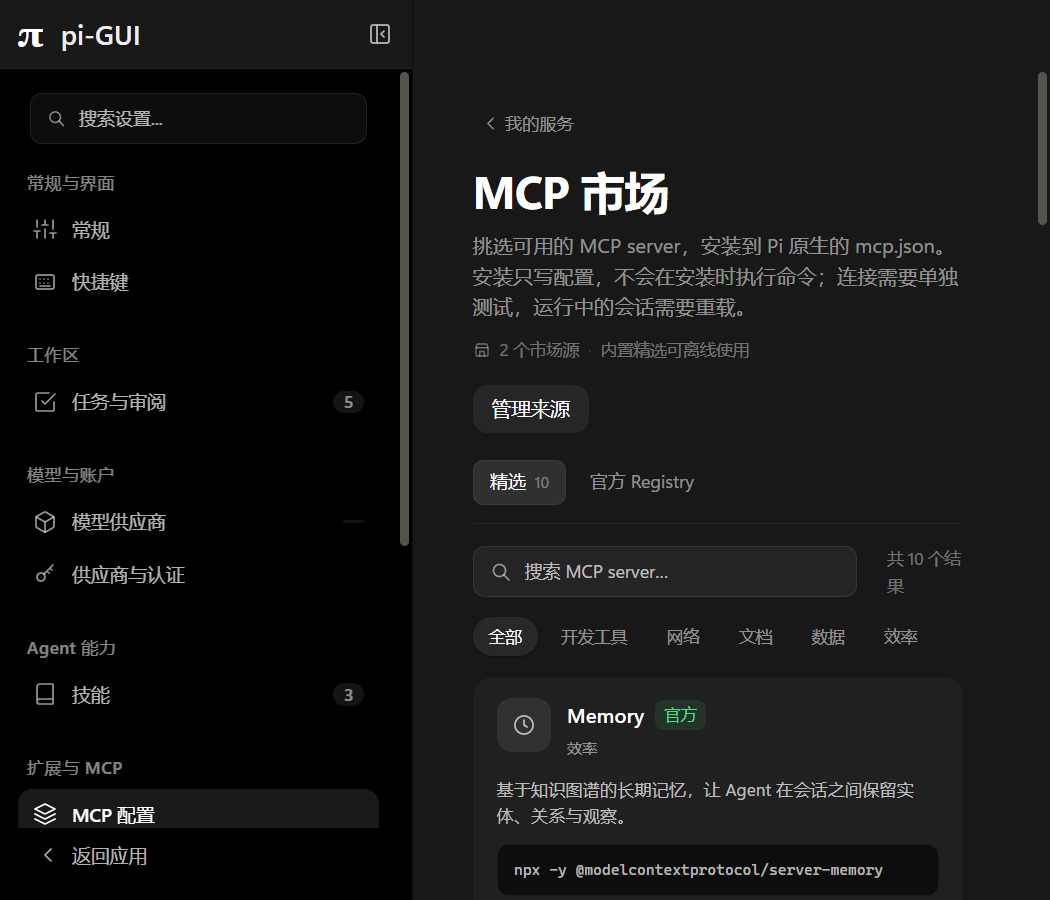 π pi-GUI
搜索设置...
常规与界面
常规
快捷键
工作区
任务与审阅 5
模型与账户
模型供应商
供应商与认证
Agent 能力
技能 3
扩展与 MCP
MCP 配置
返回应用
我的服务
MCP 市场
挑选可用的 MCP server，安装到 Pi 原生的 mcp.json。
安装只写配置，不会在安装时执行命令；连接需要单独
测试，运行中的会话需要重载。
2 个市场源 · 内置精选可离线使用
管理来源
精选 10 官方 Registry
搜索 MCP server...
共 10 个结
果
全部 开发工具 网络 文档 数据 效率
Memory 官方
效率
基于知识图谱的长期记忆，让 Agent 在会话之间保留实
体、关系与观察。
npx -y @modelcontextprotocol/server-memory